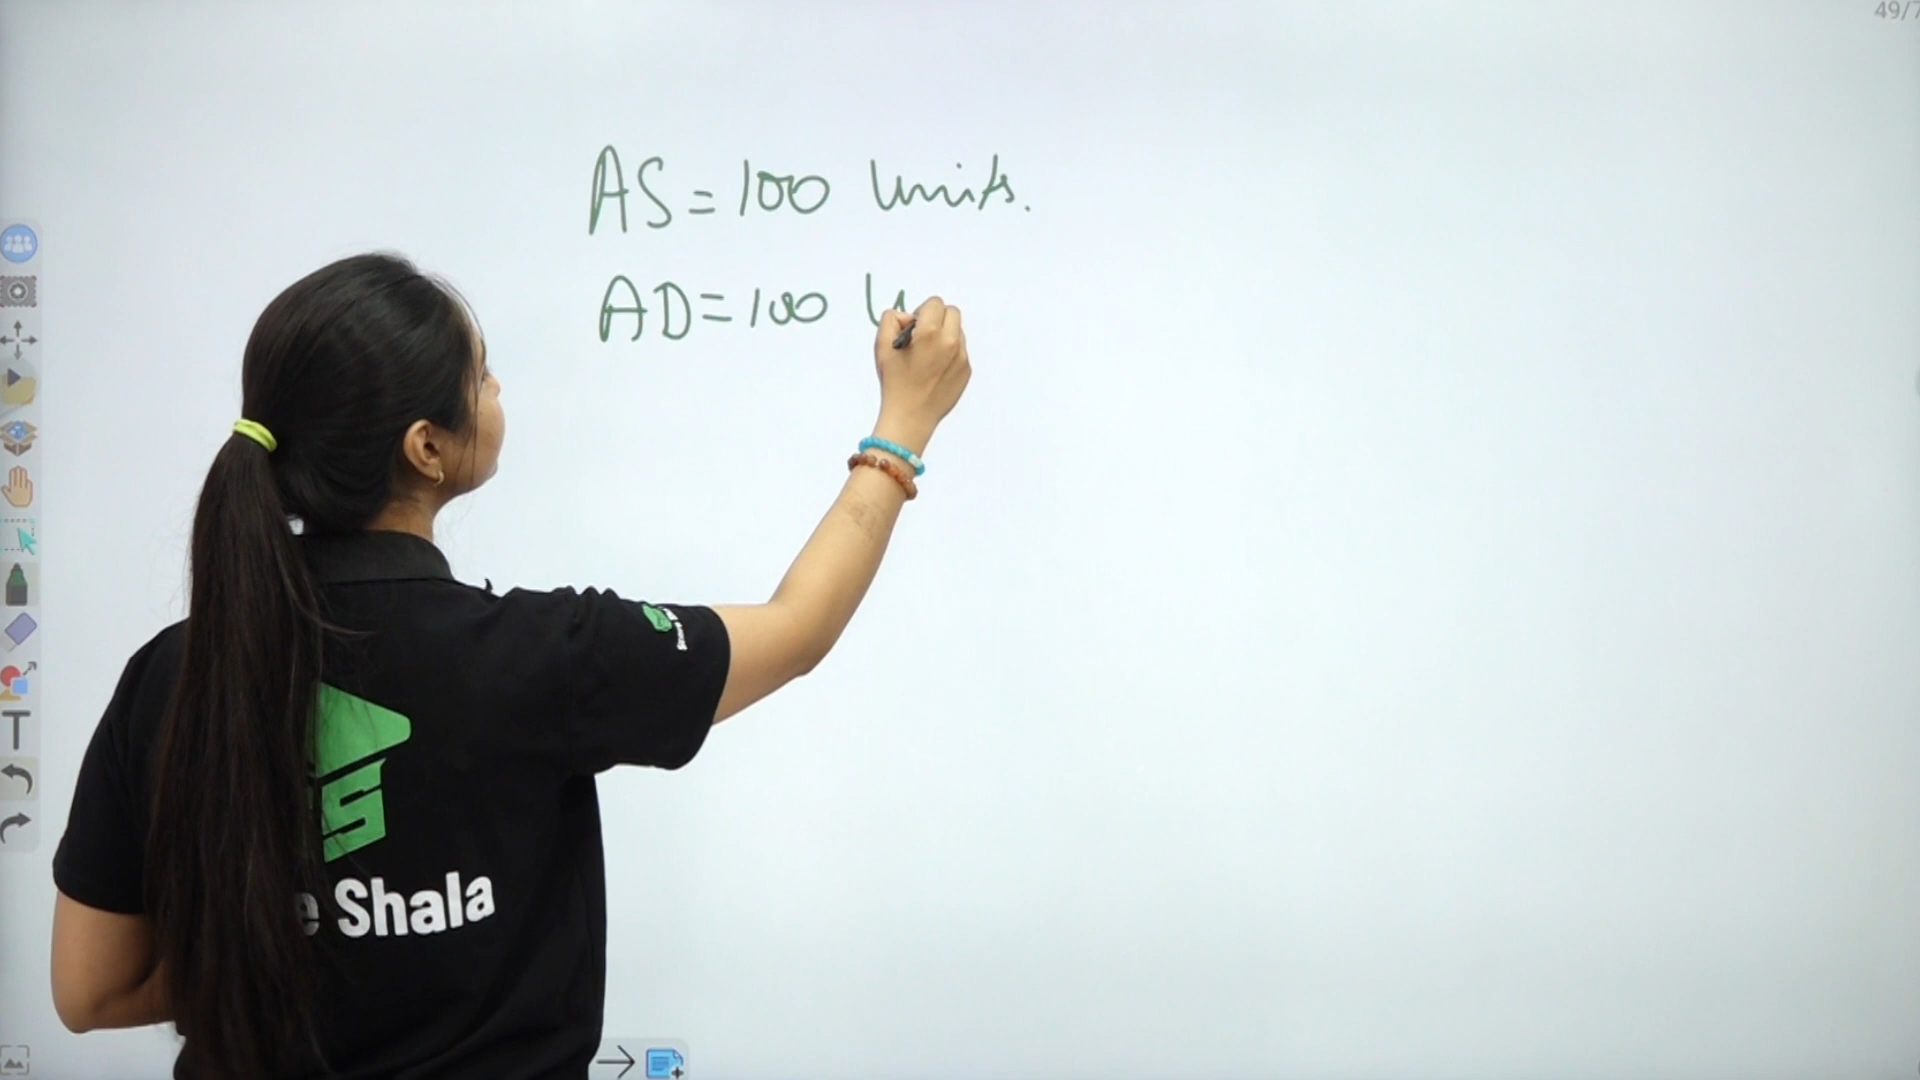 49/7
AS = 100 Units.
AD = 100 U
S
e Shala
T